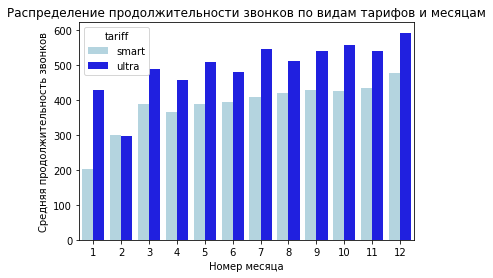 Распределение продолжительности звонков по видам тарифов и месяцам
Средняя продолжительность звонков
600
500
400
300
200
100
0
tariff
smart
ultra
1 2 3 4 5 6 7 8 9 10 11 12
Номер месяца